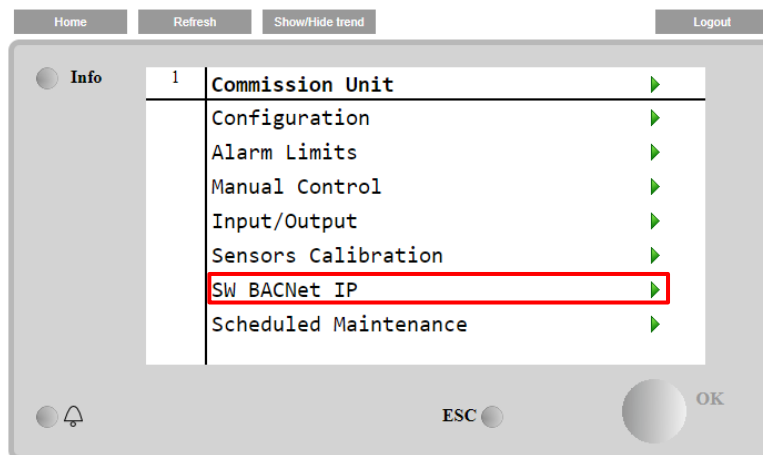 Home Refresh Show/Hide trend Logout
Info
1 Commission Unit
Configuration
Alarm Limits
Manual Control
Input/Output
Sensors Calibration
SW BACNet IP
Scheduled Maintenance
ESC OK